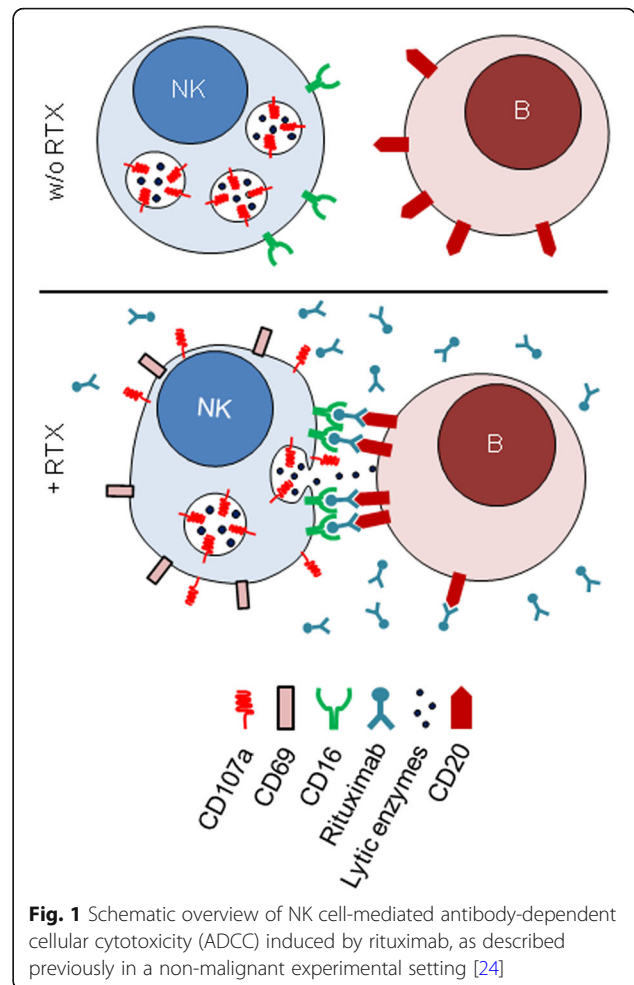 w/o RTX
NK
B
+RTX
NK
B
CD107a
CD69
CD16
Rituximab
Lytic enzymes
CD20
Fig. 1 Schematic overview of NK cell-mediated antibody-dependent
cellular cytotoxicity (ADCC) induced by rituximab, as described
previously in a non-malignant experimental setting [24]